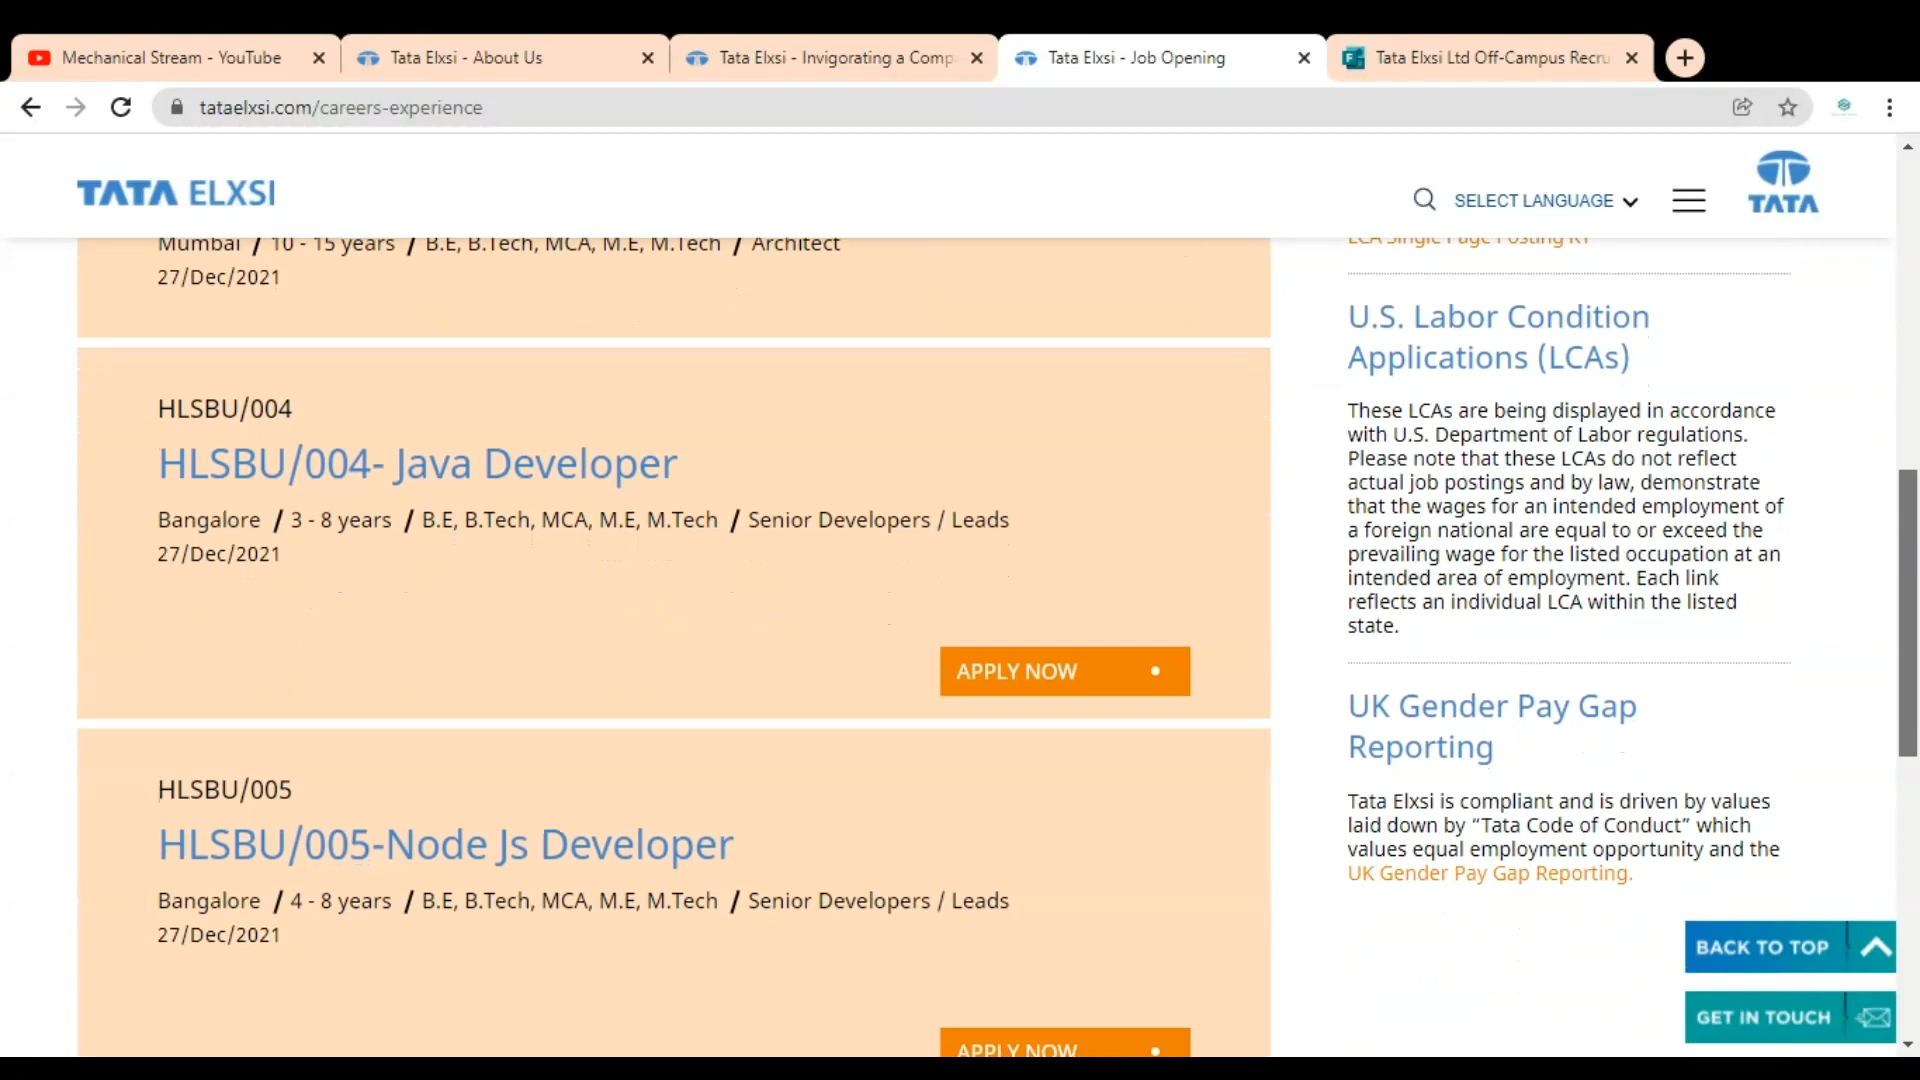 Mechanical Stream - YouTube
Tata Elxsi - About Us
Tata Elxsi - Invigorating a Comp
Tata Elxsi - Job Opening
Tata Elxsi Ltd Off-Campus Recru
tataelxsi.com/careers-experience
TATA ELXSI
SELECT LANGUAGE
TATA
Mumbai / 10 - 15 years / B.E, B.Tech, MCA, M.E, M.Tech / Architect
27/Dec/2021
HLSBU/004
HLSBU/004- Java Developer
Bangalore / 3 - 8 years / B.E, B.Tech, MCA, M.E, M.Tech / Senior Developers / Leads
27/Dec/2021
APPLY NOW
HLSBU/005
HLSBU/005-Node Js Developer
Bangalore / 4 - 8 years / B.E, B.Tech, MCA, M.E, M.Tech / Senior Developers / Leads
27/Dec/2021
APPLY NOW
LCA Single Page Posting KY
U.S. Labor Condition
Applications (LCAs)
These LCAs are being displayed in accordance
with U.S. Department of Labor regulations.
Please note that these LCAs do not reflect
actual job postings and by law, demonstrate
that the wages for an intended employment of
a foreign national are equal to or exceed the
prevailing wage for the listed occupation at an
intended area of employment. Each link
reflects an individual LCA within the listed
state.
UK Gender Pay Gap
Reporting
Tata Elxsi is compliant and is driven by values
laid down by “Tata Code of Conduct” which
values equal employment opportunity and the
UK Gender Pay Gap Reporting.
BACK TO TOP
GET IN TOUCH